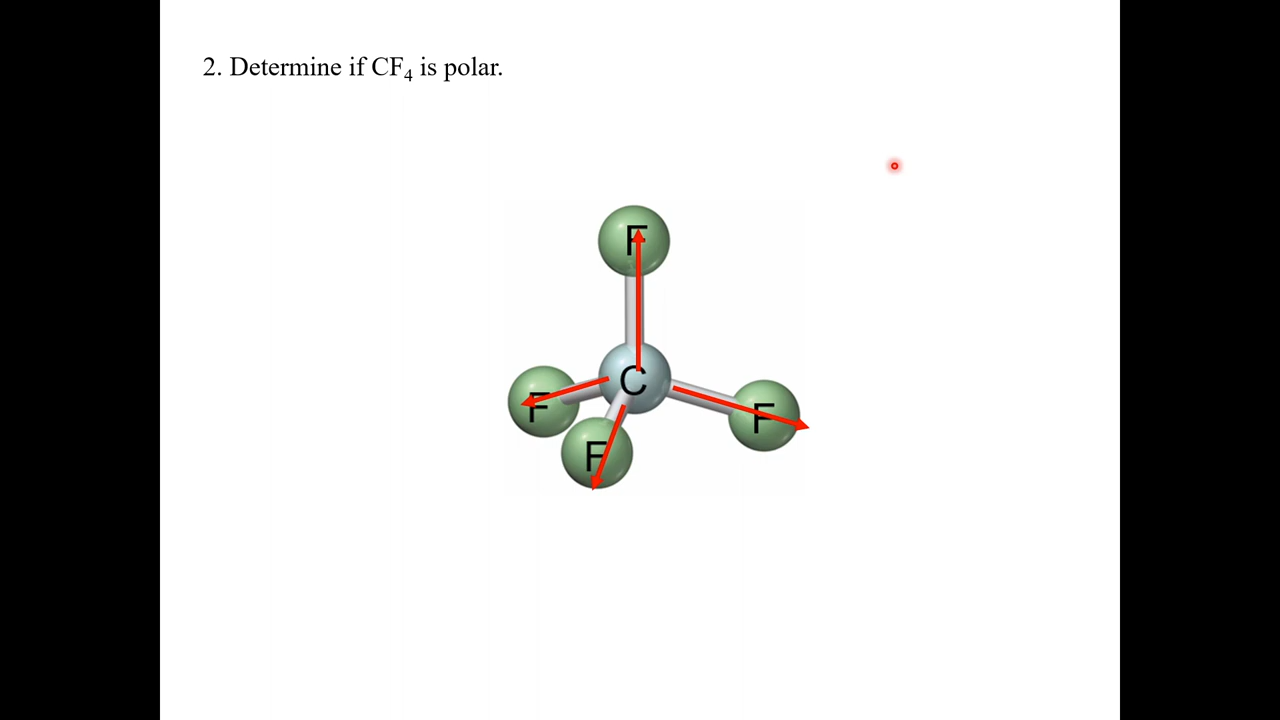 2. Determine if CF₄ is polar.
F
C
F
F
F